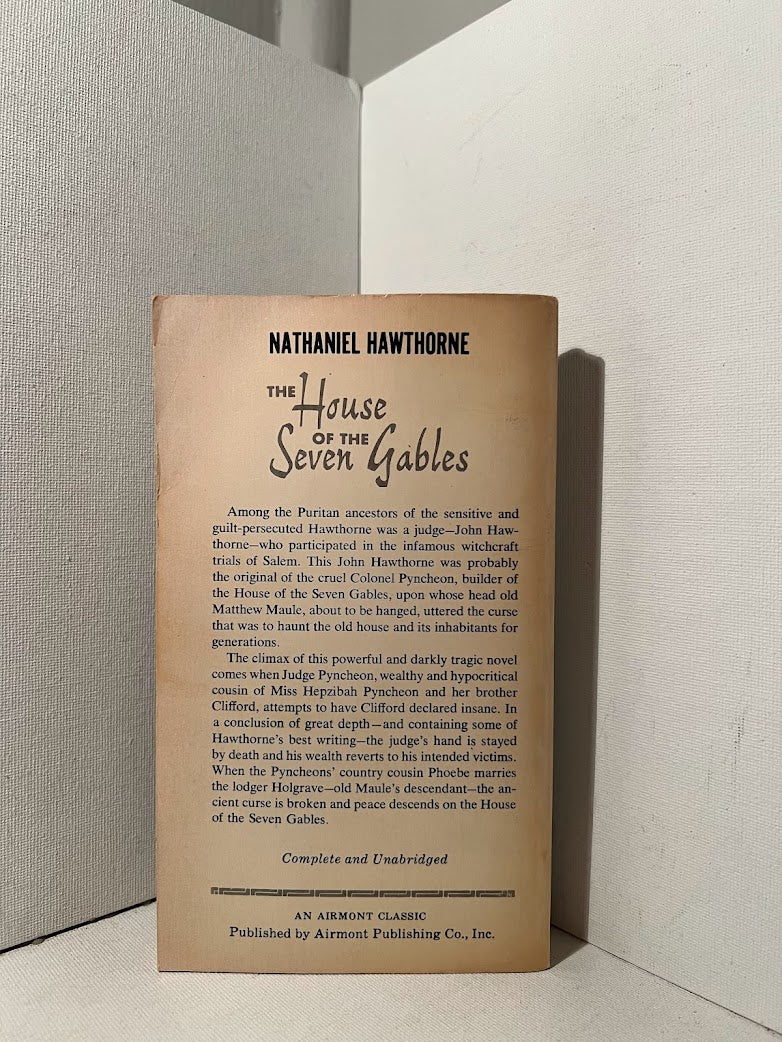 NATHANIEL HAWTHORNE
THE House
OF THE
Seven Gables
Among the Puritan ancestors of the sensitive and
guilt-persecuted Hawthorne was a judge—John Haw-
thorne—who participated in the infamous witchcraft
trials of Salem. This John Hawthorne was probably
the original of the cruel Colonel Pyncheon, builder of
the House of the Seven Gables, upon whose head old
Matthew Maule, about to be hanged, uttered the curse
that was to haunt the old house and its inhabitants for
generations.
The climax of this powerful and darkly tragic novel
comes when Judge Pyncheon, wealthy and hypocritical
cousin of Miss Hepzibah Pyncheon and her brother
Clifford, attempts to have Clifford declared insane. In
a conclusion of great depth—and containing some of
Hawthorne's best writing—the judge's hand is stayed
by death and his wealth reverts to his intended victims.
When the Pyncheons' country cousin Phoebe marries
the lodger Holgrave—old Maule's descendant—the an-
cient curse is broken and peace descends on the House
of the Seven Gables.
Complete and Unabridged
AN AIRMONT CLASSIC
Published by Airmont Publishing Co., Inc.